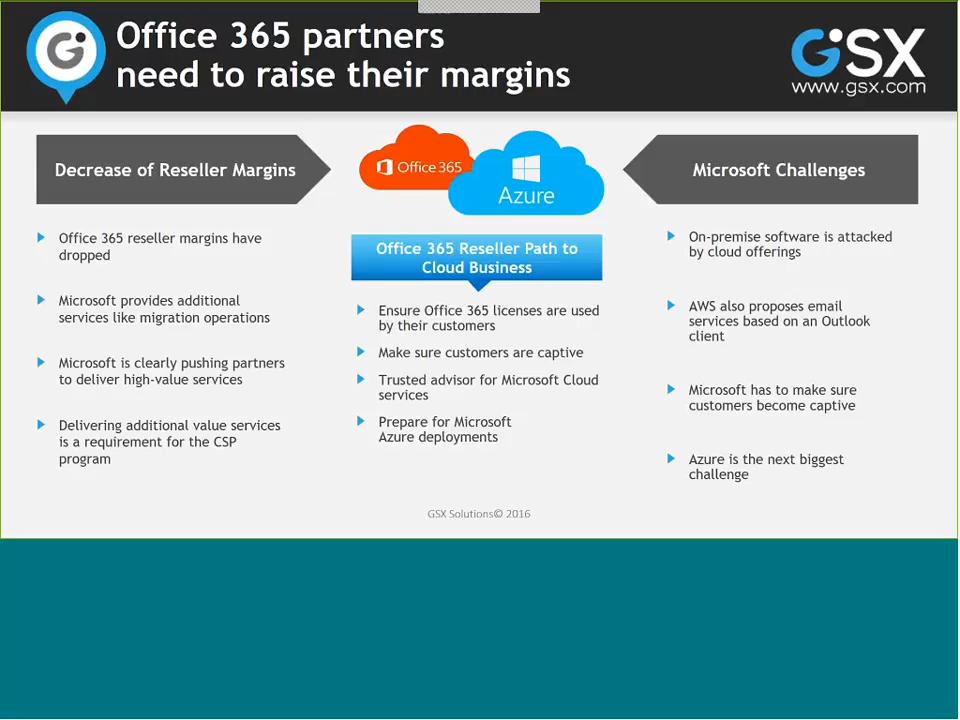 Office 365 partners
need to raise their margins
GSX
www.gsx.com
Decrease of Reseller Margins
Office 365 reseller margins have
dropped
Microsoft provides additional
services like migration operations
Microsoft is clearly pushing partners
to deliver high-value services
Delivering additional value services
is a requirement for the CSP
program
Office 365
Azure
Office 365 Reseller Path to
Cloud Business
Ensure Office 365 licenses are used
by their customers
Make sure customers are captive
Trusted advisor for Microsoft Cloud
services
Prepare for Microsoft
Azure deployments
Microsoft Challenges
On-premise software is attacked
by cloud offerings
AWS also proposes email
services based on an Outlook
client
Microsoft has to make sure
customers become captive
Azure is the next biggest
challenge
GSX Solutions© 2016